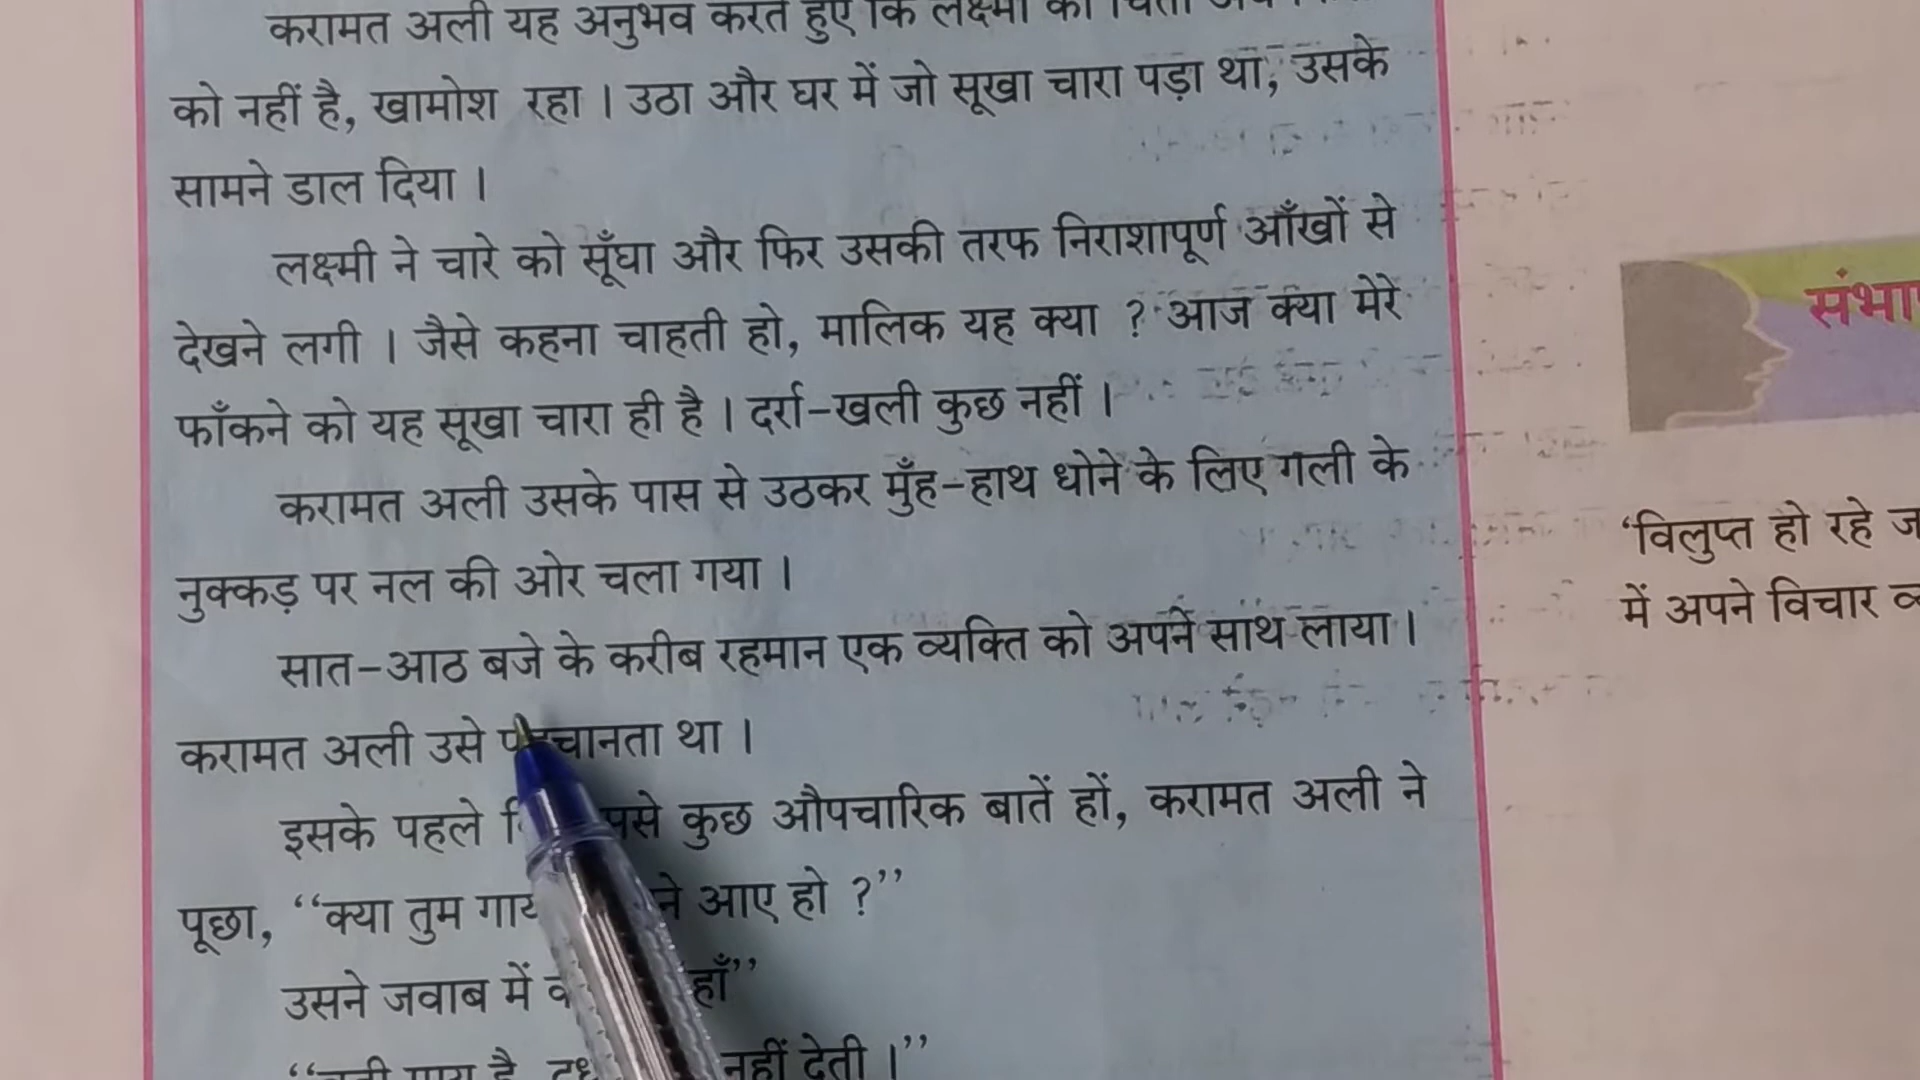 करामत अली यह अनुभव करते हुए कि लक्ष्मी की चिंता
को नहीं है, खामोश रहा । उठा और घर में जो सूखा चारा पड़ा था, उसके
सामने डाल दिया ।
लक्ष्मी ने चारे को सूँघा और फिर उसकी तरफ निराशापूर्ण आँखों से
देखने लगी । जैसे कहना चाहती हो, मालिक यह क्या ? आज क्या मेरे
फाँकने को यह सूखा चारा ही है । दर्रा-खली कुछ नहीं ।
करामत अली उसके पास से उठकर मुँह-हाथ धोने के लिए गली के
नुक्कड़ पर नल की ओर चला गया ।
सात-आठ बजे के करीब रहमान एक व्यक्ति को अपने साथ लाया ।
करामत अली उसे पहचानता था ।
इसके पहले कुछ औपचारिक बातें हों, करामत अली ने
पूछा, “क्या तुम गाय आए हो ?”
उसने जवाब में हाँ”
नहीं देती ।”
संभा
‘विलुप्त हो रहे
में अपने विचार